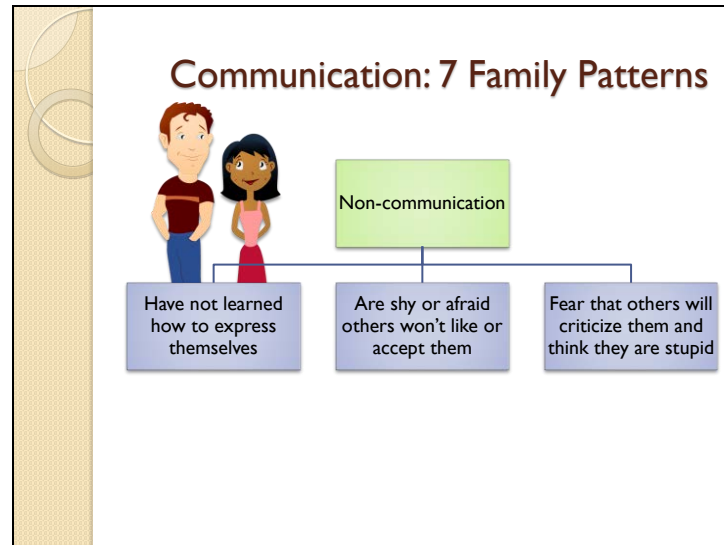 Communication: 7 Family Patterns
Non-communication
Have not learned
how to express
themselves
Are shy or afraid
others won’t like or
accept them
Fear that others will
criticize them and
think they are stupid